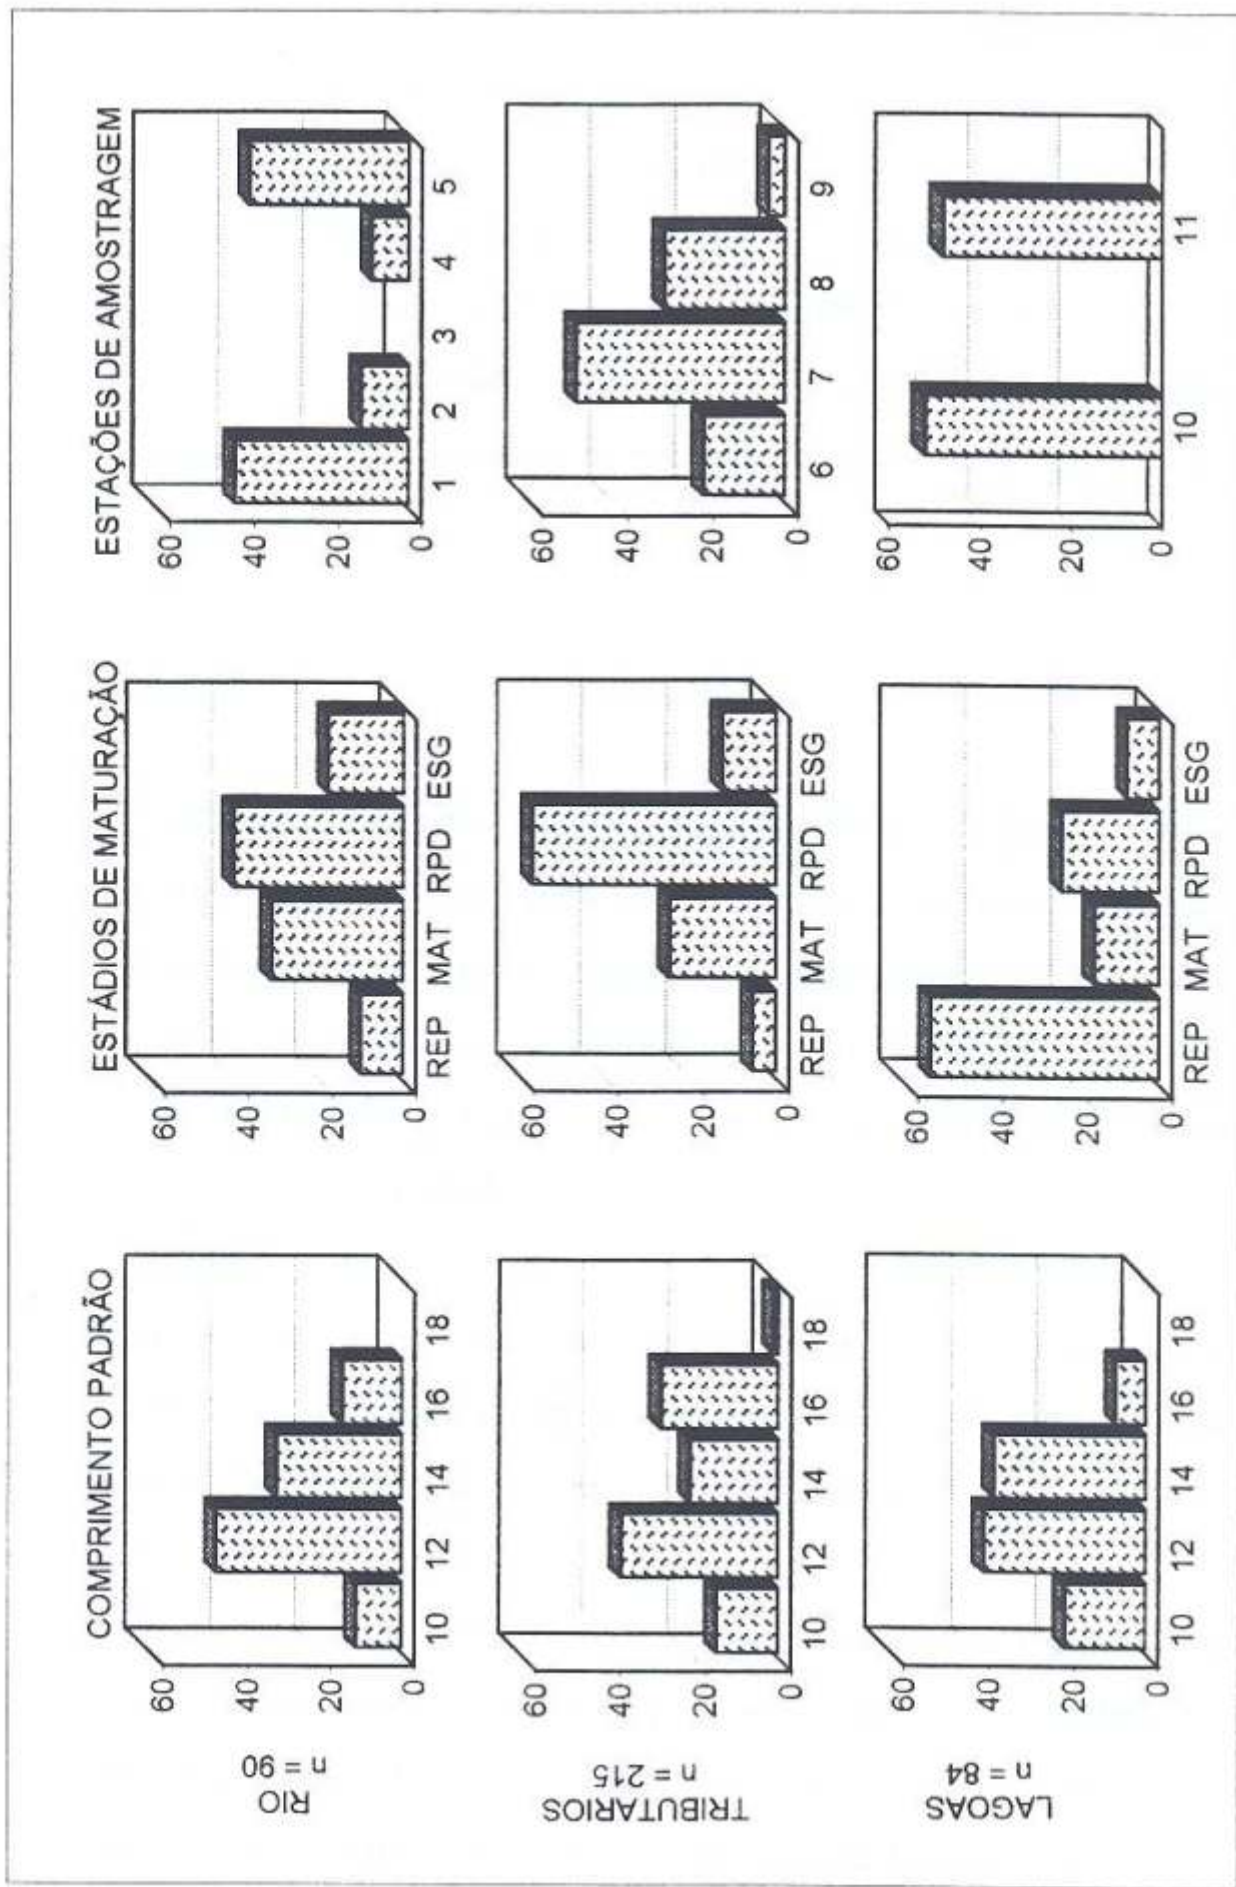 COMPRIMENTO PADRÃO
ESTÁDIOS DE MATURAÇÃO
ESTAÇÕES DE AMOSTRAGEM
RIO
n = 90
60
40
20
0
10 12 14 16 18
60
40
20
0
REP MAT RPD ESG
60
40
20
0
1 2 3 4 5
TRIBUTARIOS
n = 215
60
40
20
0
10 12 14 16 18
60
40
20
0
REP MAT RPD ESG
60
40
20
0
6 7 8 9
LAGOAS
n = 84
60
40
20
0
10 12 14 16 18
60
40
20
0
REP MAT RPD ESG
60
40
20
0
10 11